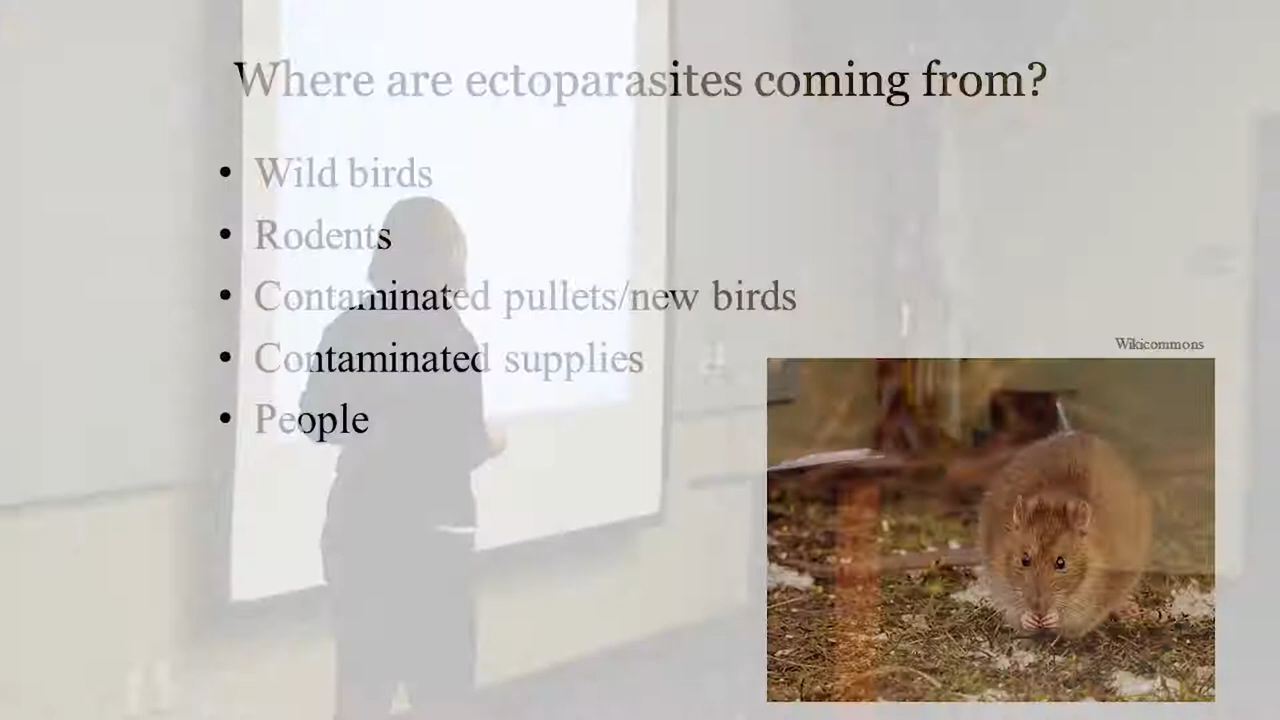 Where are ectoparasites coming from?
• Wild birds
• Rodents
• Contaminated pullets/new birds
• Contaminated supplies
• People
Wikicommons